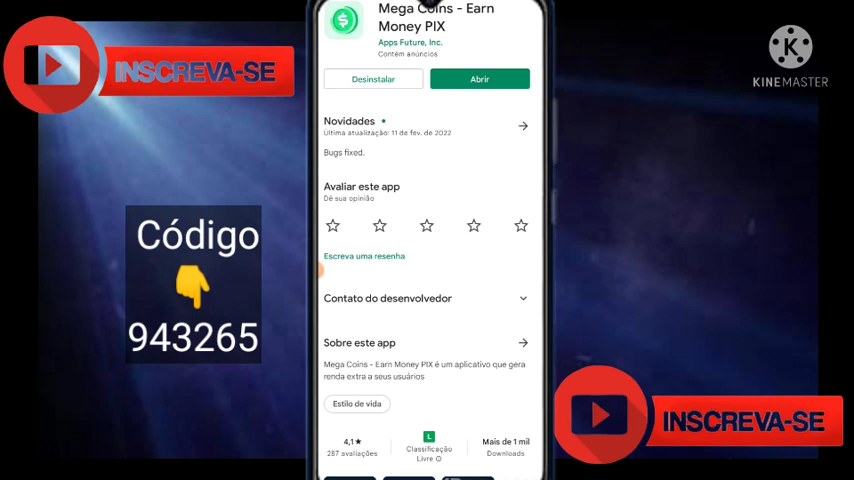 INSCREVA-SE
Código
943265
Mega Coins - Earn
Money PIX
Apps Future, Inc.
Contém anúncios
Desinstalar
Abrir
Novidades
Última atualização: 11 de fev. de 2022
Bugs fixed.
Avaliar este app
Dê sua opinião
Escreva uma resenha
Contato do desenvolvedor
Sobre este app
Mega Coins - Earn Money PIX é um aplicativo que gera
renda extra a seus usuários
Estilo de vida
4,1★
287 avaliações
L
Classificação
Livre
Mais de 1 mil
Downloads
K
KINEMASTER
INSCREVA-SE